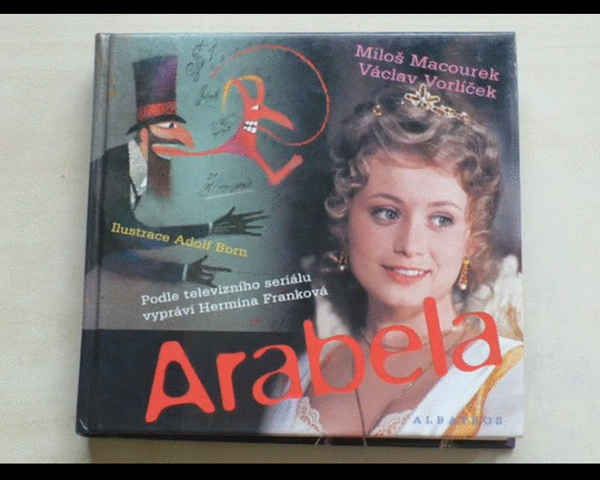 Miloš Macourek
Václav Vorlíček
Ilustrace Adolf Born
Podle televizního seriálu
vypráví Hermína Franková
Arabela
ALBATROS